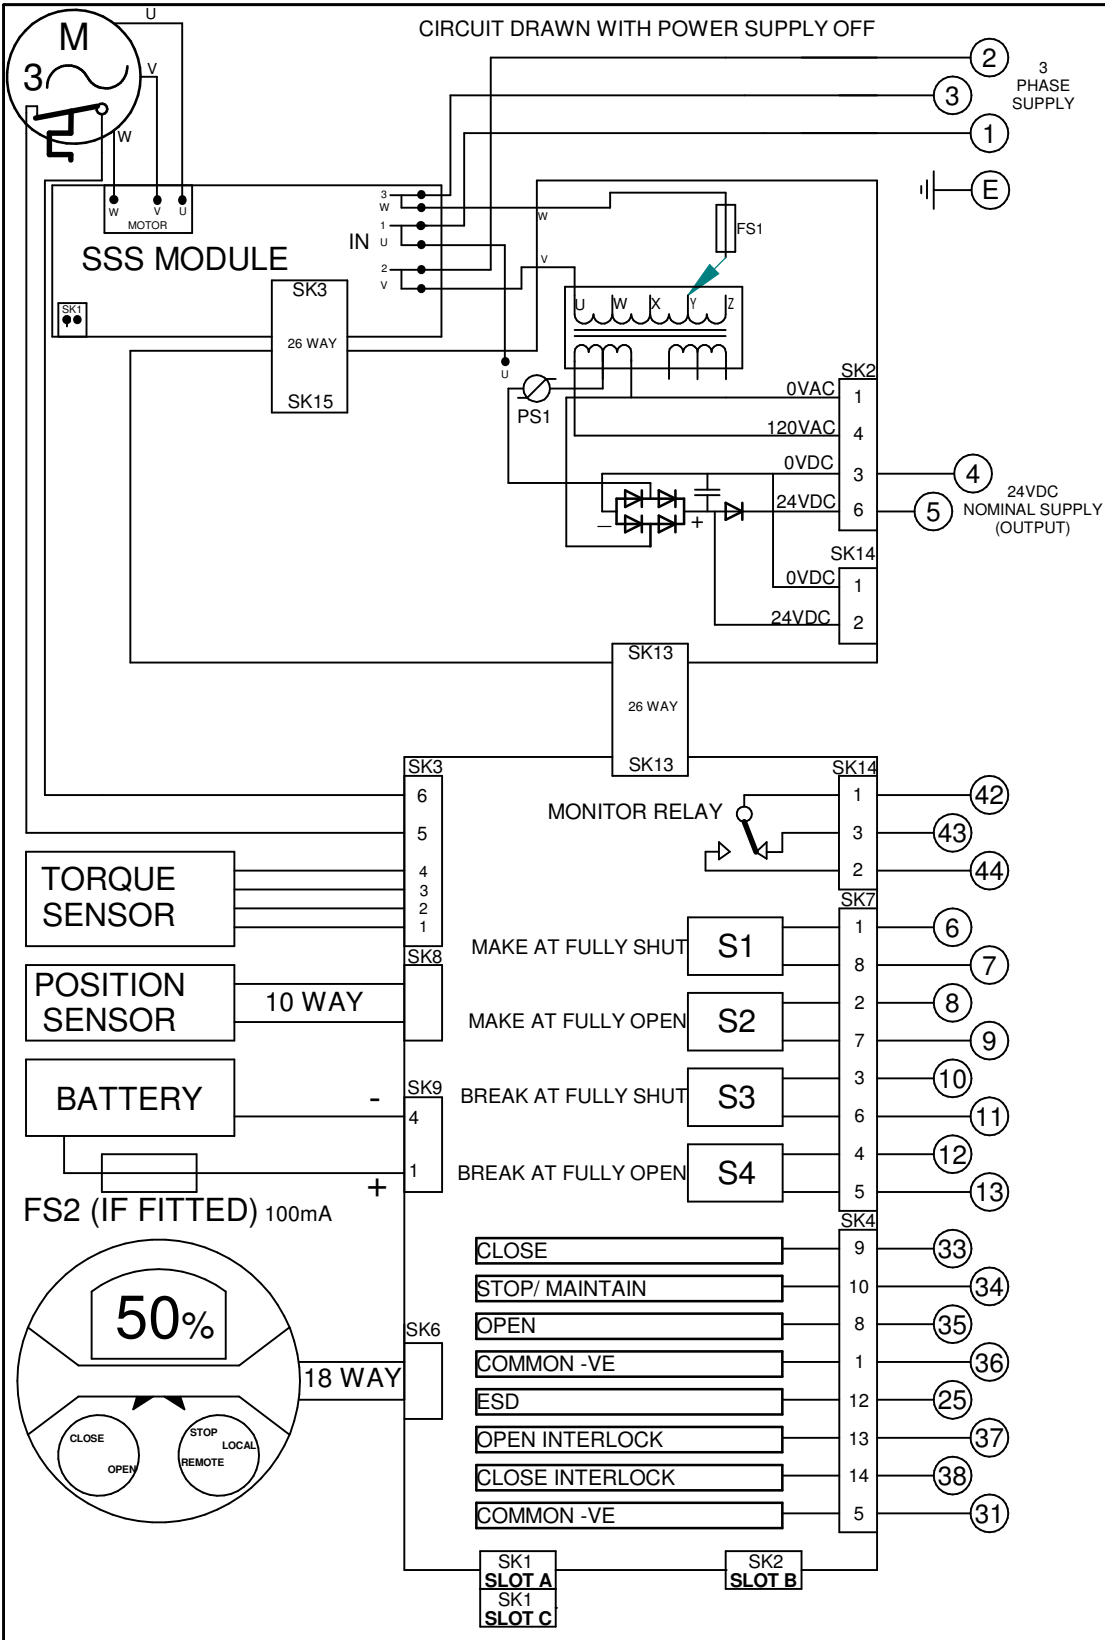 CIRCUIT DRAWN WITH POWER SUPPLY OFF
M
3
U
V
W
2
3
1
3
PHASE
SUPPLY
E
W
V
U
MOTOR
SSS MODULE
IN
3
W
1
U
2
V
SK1
SK3
26 WAY
SK15
W
V
U
FS1
U
W
X
Y
Z
PS1
SK2
0VAC
1
120VAC
4
0VDC
3
24VDC
6
4
5
24VDC
NOMINAL SUPPLY
(OUTPUT)
SK14
0VDC
1
24VDC
2
+
SK13
26 WAY
SK13
SK3
6
5
4
3
2
1
TORQUE
SENSOR
POSITION
SENSOR
10 WAY
SK8
BATTERY
-
+
SK9
4
1
FS2 (IF FITTED) 100mA
50%
CLOSE
OPEN
STOP
LOCAL
REMOTE
18 WAY
SK6
MONITOR RELAY
SK14
1
42
3
43
2
44
SK7
MAKE AT FULLY SHUT
S1
1
6
8
7
MAKE AT FULLY OPEN
S2
2
8
7
9
BREAK AT FULLY SHUT
S3
3
10
6
11
BREAK AT FULLY OPEN
S4
4
12
5
13
SK4
CLOSE
9
33
STOP/ MAINTAIN
10
34
OPEN
8
35
COMMON -VE
1
36
ESD
12
25
OPEN INTERLOCK
13
37
CLOSE INTERLOCK
14
38
COMMON -VE
5
31
SK1
SLOT A
SK1
SLOT C
SK2
SLOT B